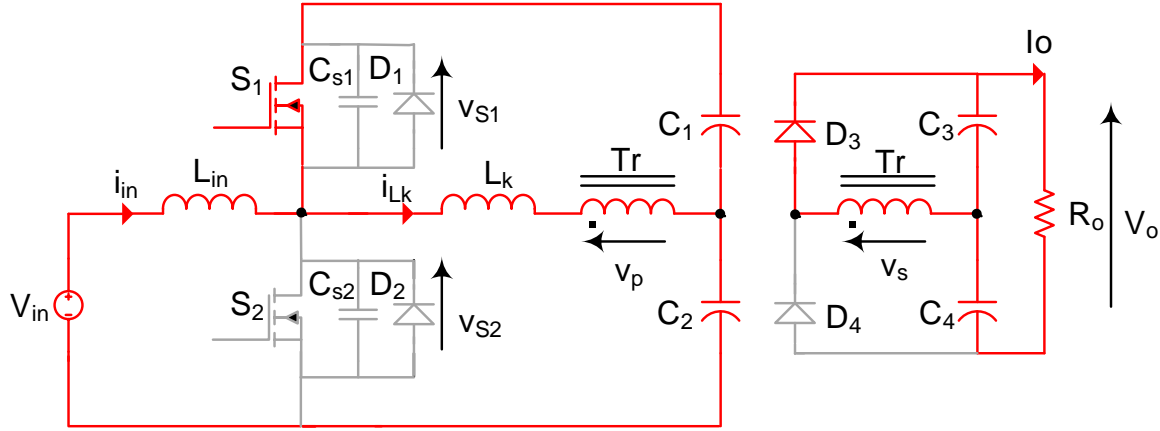 Io
S1
Cs1
D1
vS1
C1
D3
C3
Tr
Tr
iin
Lin
iLk
Lk
Ro
Vo
vp
vs
Vin
S2
Cs2
D2
vS2
C2
D4
C4